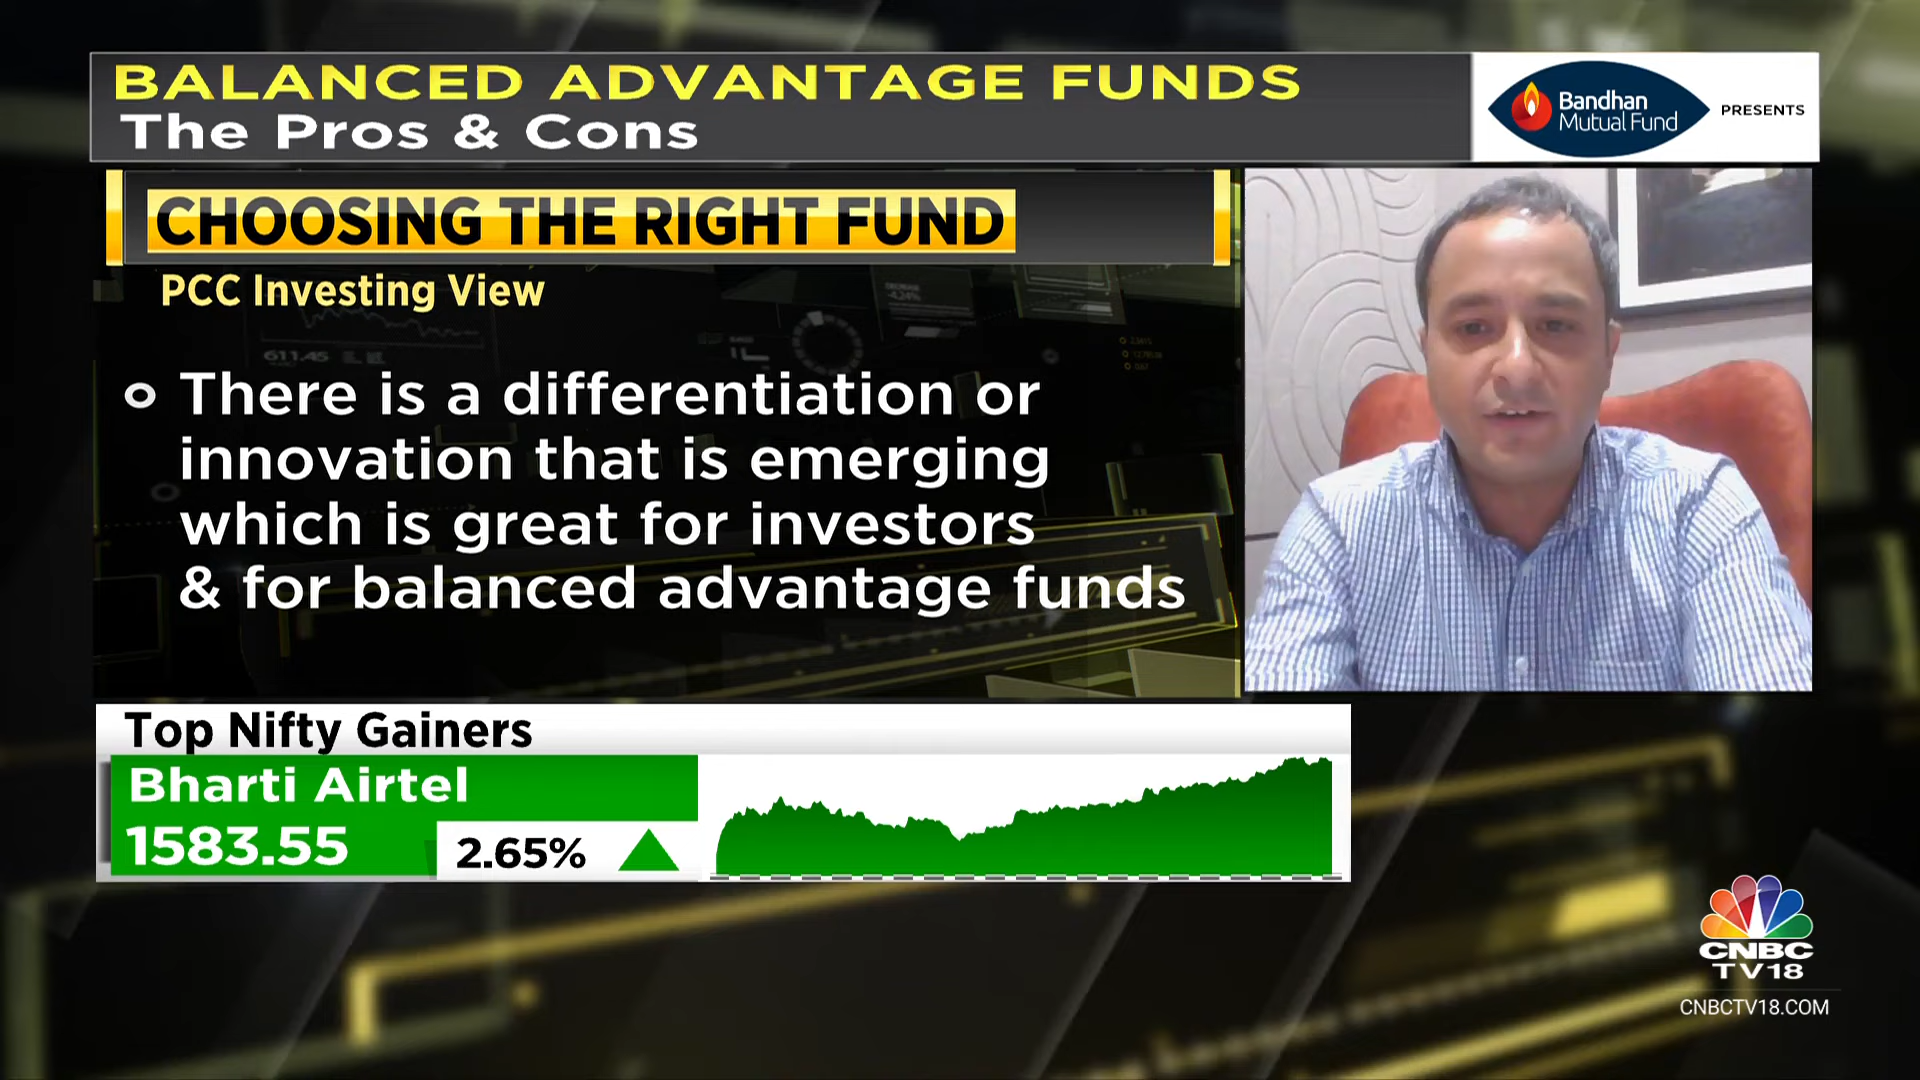 BALANCED ADVANTAGE FUNDS
The Pros & Cons
Bandhan
Mutual Fund
PRESENTS
CHOOSING THE RIGHT FUND
PCC Investing View
611.45
o There is a differentiation or
innovation that is emerging
which is great for investors
& for balanced advantage funds
Top Nifty Gainers
Bharti Airtel
1583.55
2.65%
CNBC
TV18
CNBCTV18.COM